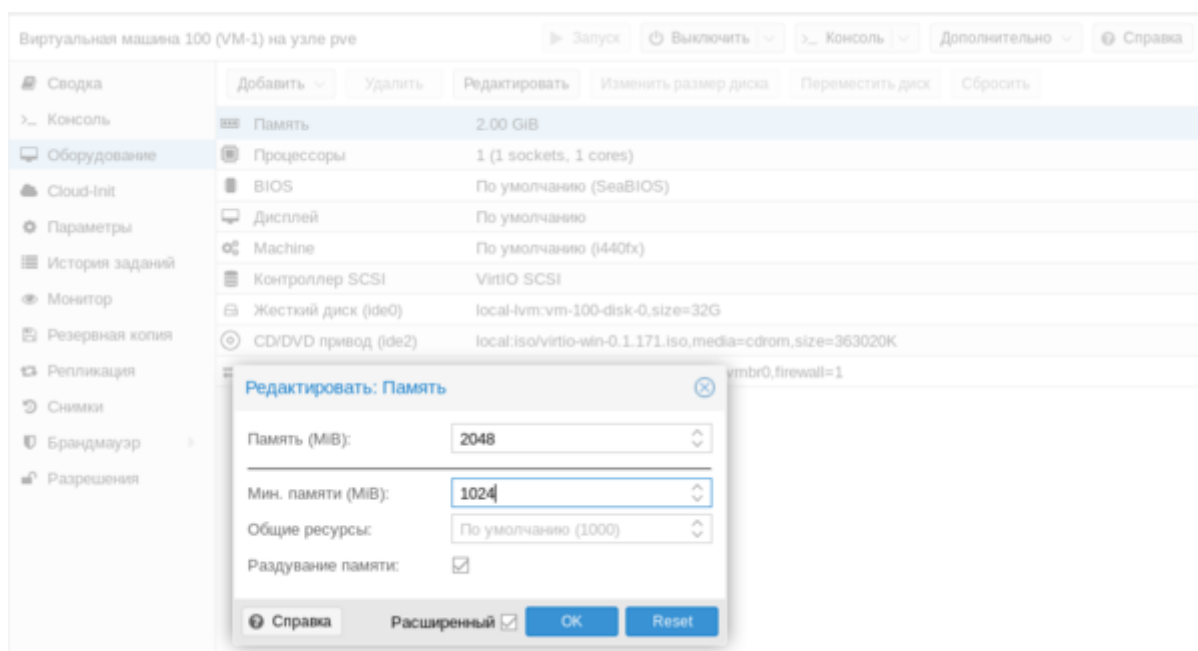 Виртуальная машина 100 (VM-1) на узле pve Запуск Выключить Консоль Дополнительно Справка
Сводка
Консоль
Оборудование
Cloud-Init
Параметры
История заданий
Монитор
Резервная копия
Репликация
Снимки
Брандмауэр
Разрешения
Добавить Удалить Редактировать Изменить размер диска Переместить диск Сбросить
Память 2.00 GiB
Процессоры 1 (1 sockets, 1 cores)
BIOS По умолчанию (SeaBIOS)
Дисплей По умолчанию
Machine По умолчанию (i440fx)
Контроллер SCSI VirtIO SCSI
Жесткий диск (ide0) local-lvm:vm-100-disk-0,size=32G
CD/DVD привод (ide2) local:iso/virtio-win-0.1.171.iso,media=cdrom,size=363020K
vmbr0,firewall=1
Редактировать: Память
Память (MiB): 2048
Мин. памяти (MiB): 1024
Общие ресурсы: По умолчанию (1000)
Раздувание памяти:
Справка Расширенный OK Reset